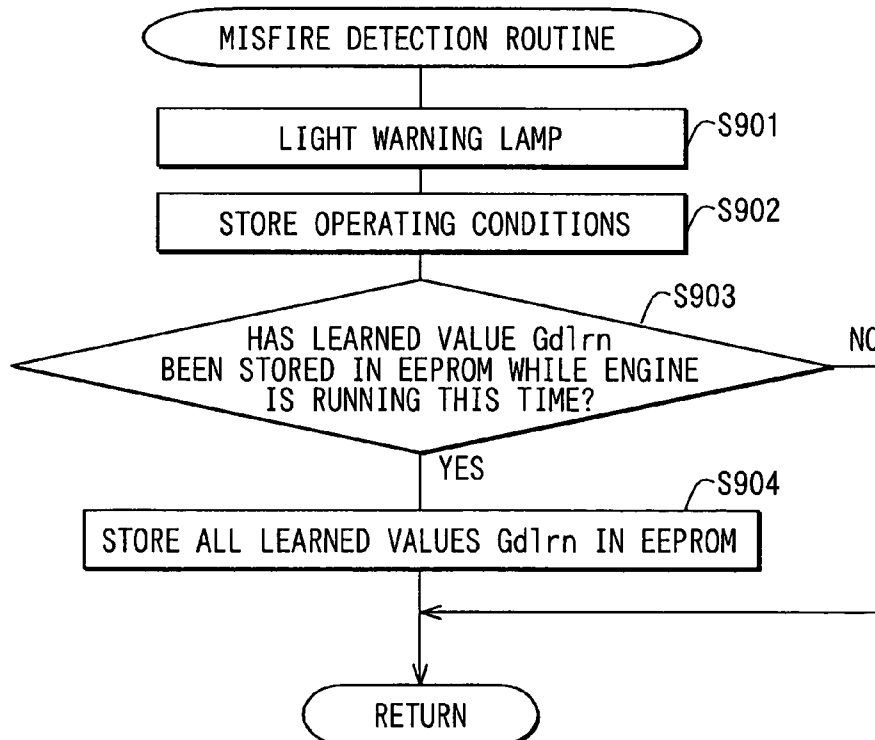 MISFIRE DETECTION ROUTINE
LIGHT WARNING LAMP
S901
STORE OPERATING CONDITIONS
S902
S903
HAS LEARNED VALUE Gdlrn
BEEN STORED IN EEPROM WHILE ENGINE
IS RUNNING THIS TIME?
NO
YES
S904
STORE ALL LEARNED VALUES Gdlrn IN EEPROM
RETURN